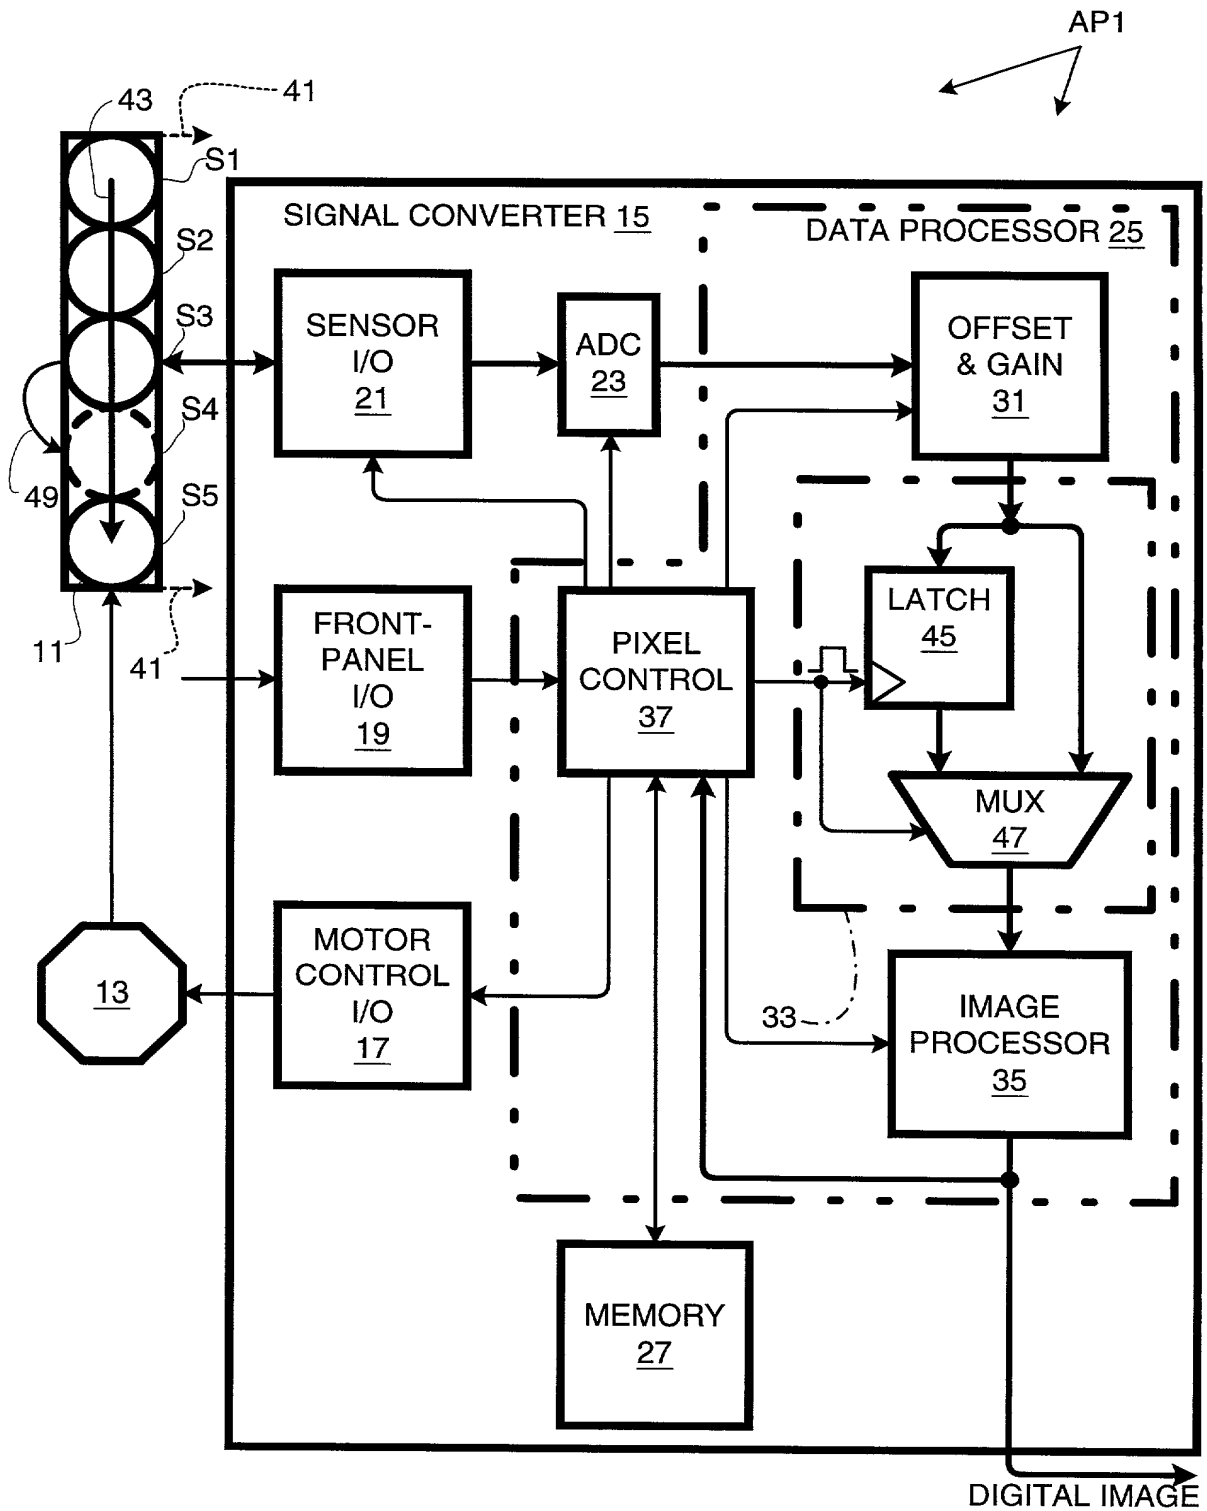 AP1
43
41
S1
SIGNAL CONVERTER 15
DATA PROCESSOR 25
S2
S3
SENSOR
I/O
21
ADC
23
OFFSET
& GAIN
31
S4
49
S5
11
41
FRONT-
PANEL
I/O
19
PIXEL
CONTROL
37
LATCH
45
MUX
47
13
MOTOR
CONTROL
I/O
17
33
IMAGE
PROCESSOR
35
MEMORY
27
DIGITAL IMAGE